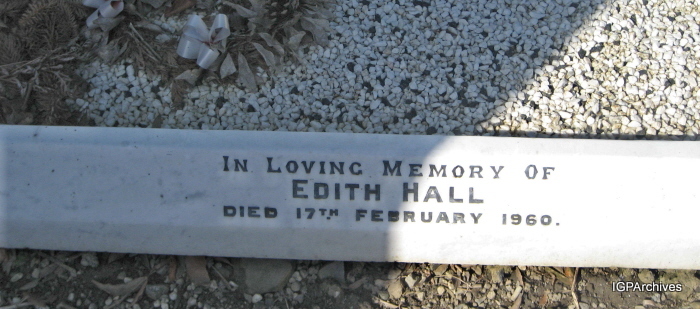 IN LOVING MEMORY OF
EDITH HALL
DIED 17TH FEBRUARY 1960.
IGPArchives